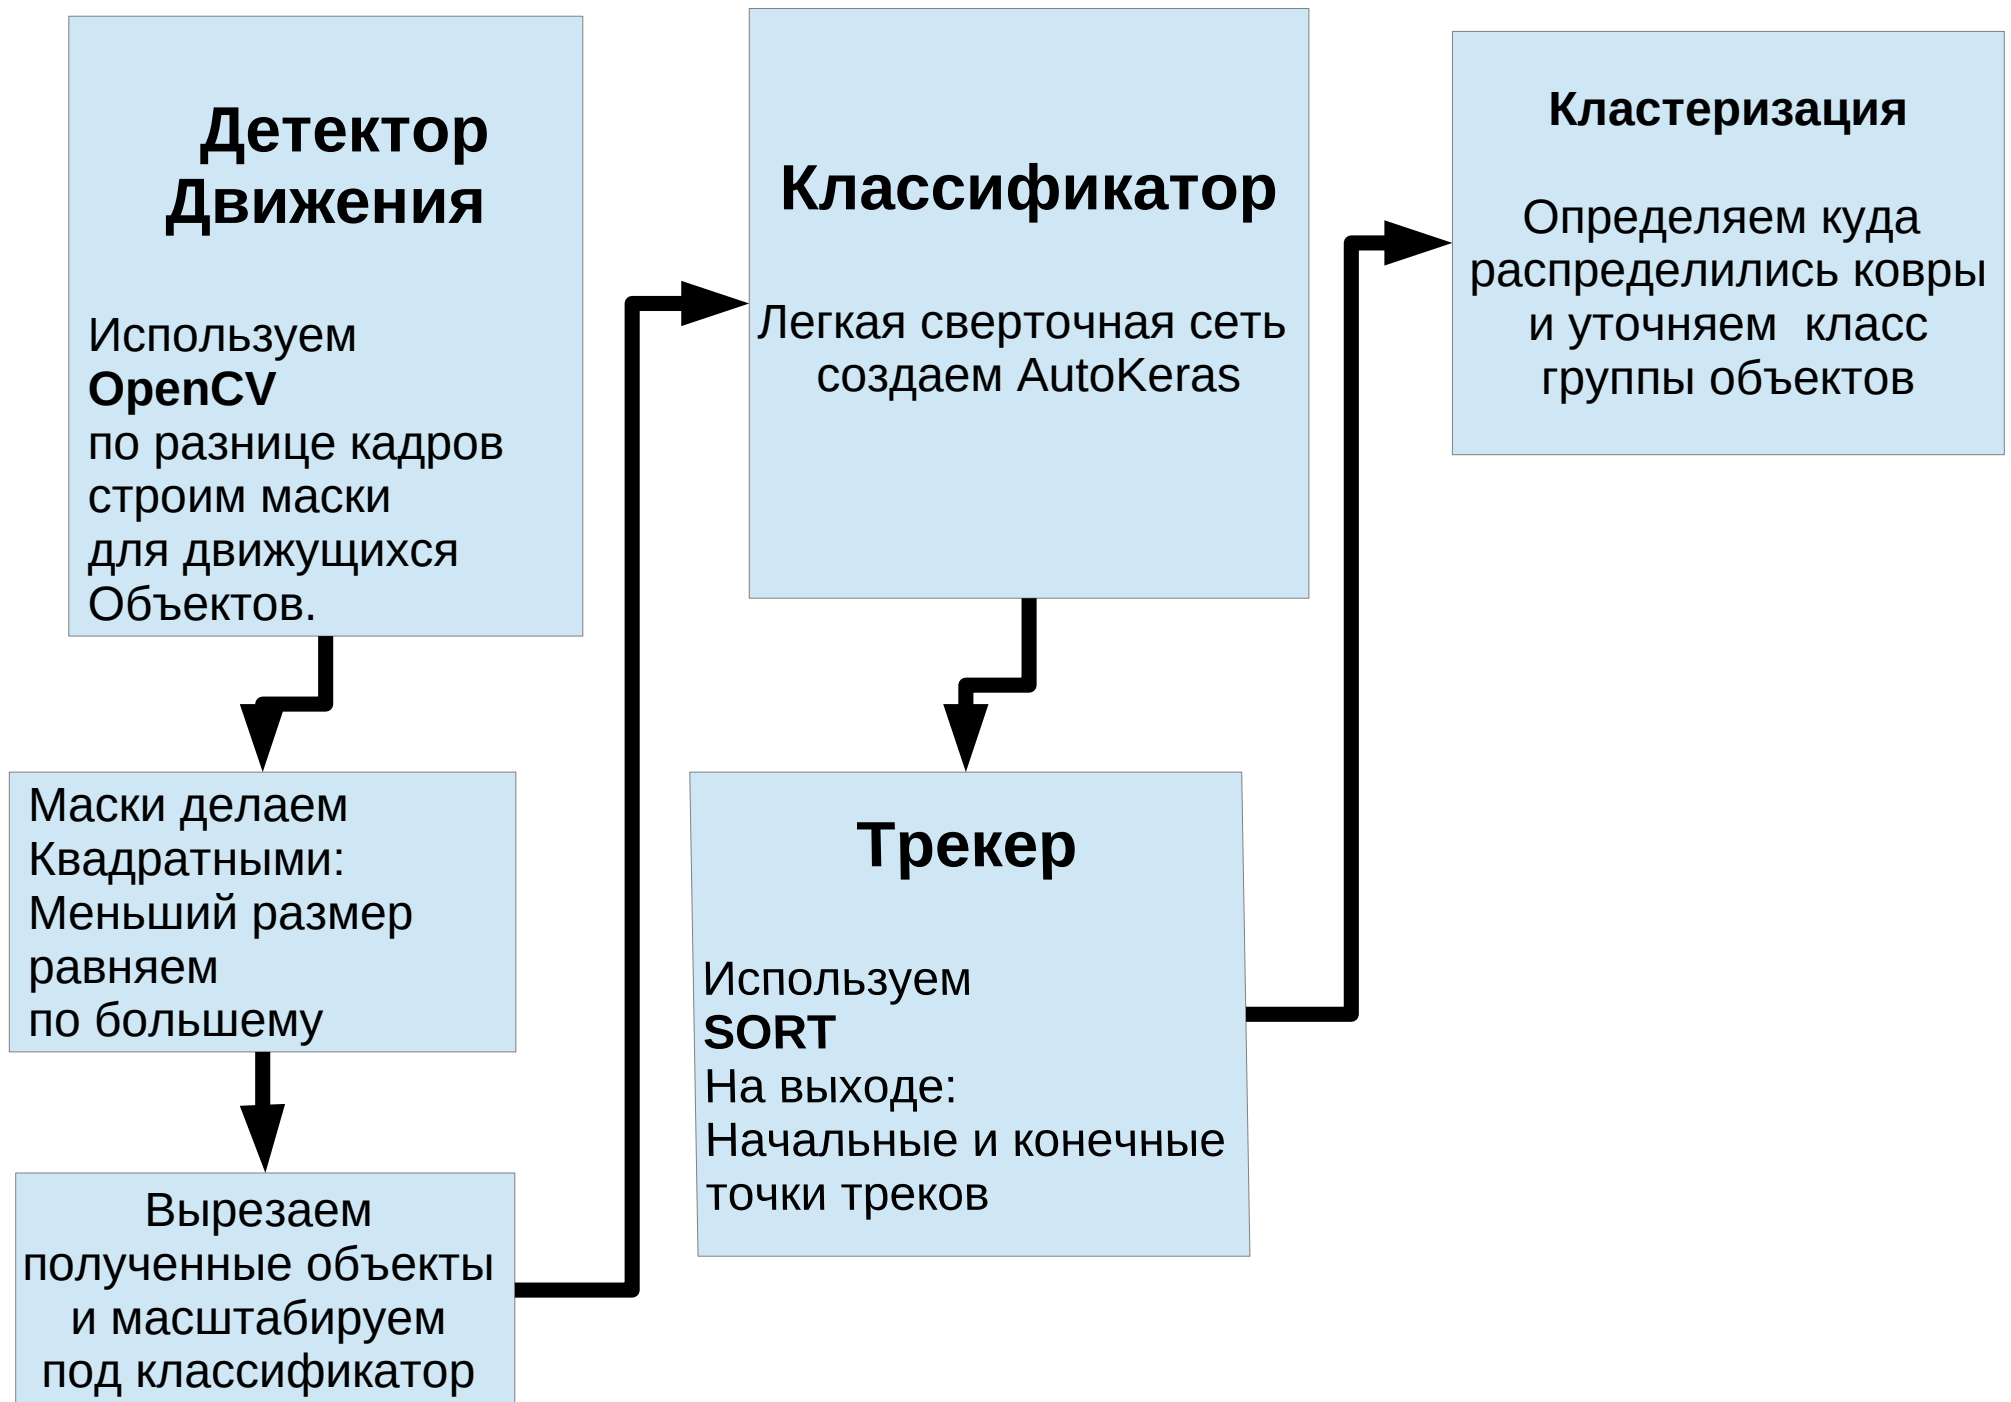 Детектор
Движения
Используем
OpenCV
по разнице кадров
строим маски
для движущихся
Объектов.
Маски делаем
Квадратными:
Меньший размер
равняем
по большему
Вырезаем
полученные объекты
и масштабируем
под классификатор
Классификатор
Легкая сверточная сеть
создаем AutoKeras
Трекер
Используем
SORT
На выходе:
Начальные и конечные
точки треков
Кластеризация
Определяем куда
распределились ковры
и уточняем  класс
группы объектов